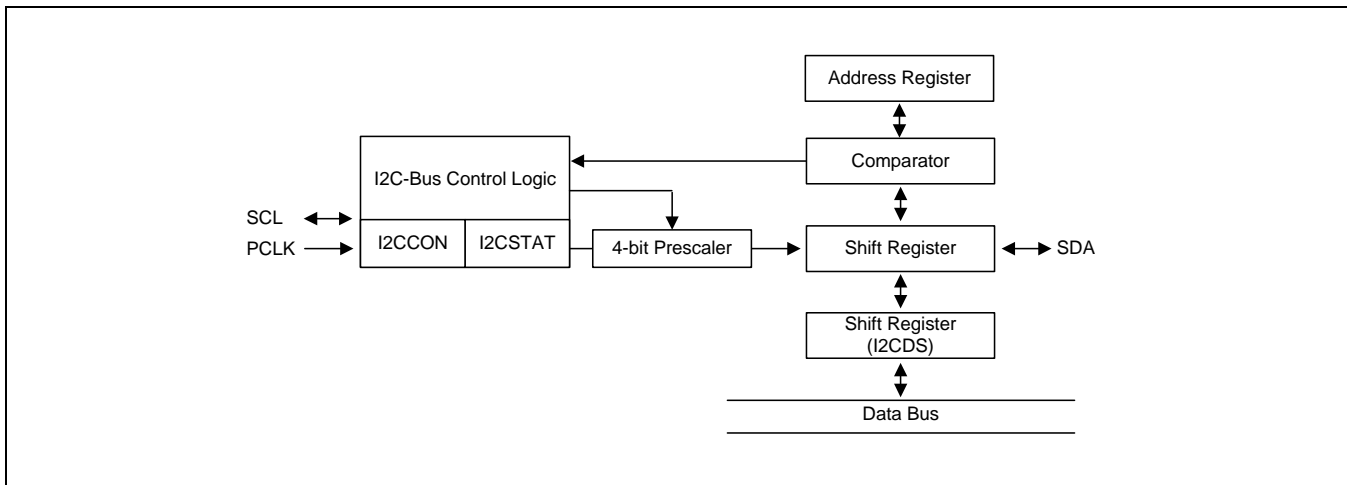 Address Register
Comparator
I2C-Bus Control Logic
SCL
PCLK
I2CCON
I2CSTAT
4-bit Prescaler
Shift Register
SDA
Shift Register
(I2CDS)
Data Bus